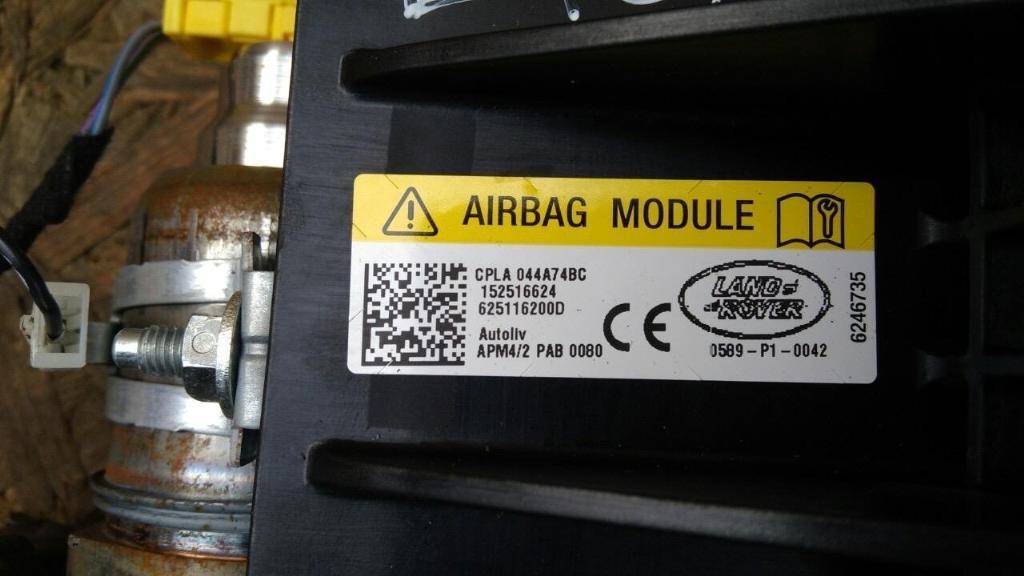 AIRBAG MODULE
CPLA 044A74BC
152516624
625116200D
Autoliv
APM4/2 PAB 0080
CE
LAND-
-ROVER
0589-P1-0042
6246735